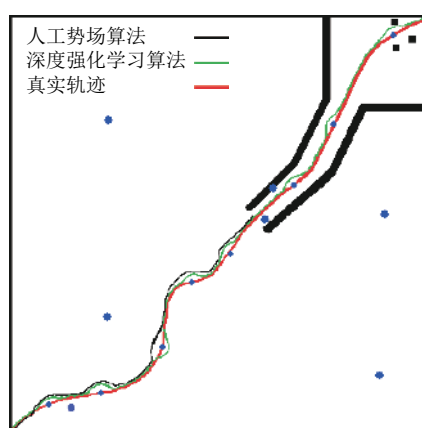 人工势场算法
深度强化学习算法
真实轨迹